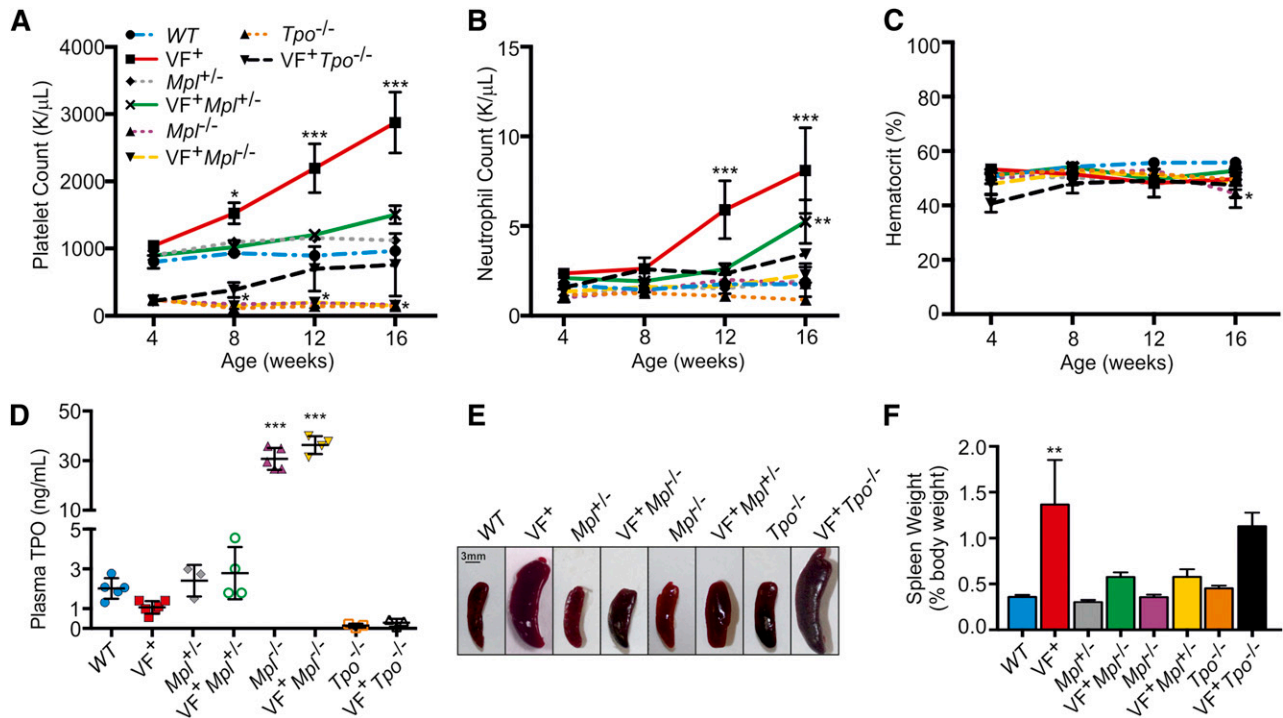 A
WT
VF+
Mpl+/-
VF+Mpl+/-
Mpl-/-
VF+Mpl-/-
Tpo-/-
VF+Tpo-/-
Platelet Count (K/µL)
4000
3000
2000
1000
0
*
***
***
*
*
*
4 8 12 16
Age (weeks)
B
Neutrophil Count (K/µL)
15
10
5
0
***
***
**
4 8 12 16
Age (weeks)
C
Hematocrit (%)
100
80
60
40
20
0
*
4 8 12 16
Age (weeks)
D
Plasma TPO (ng/mL)
50
30
5
3
1
0
***
***
WT
VF+
Mpl+/-
VF+ Mpl+/-
Mpl-/-
VF+ Mpl-/-
Tpo-/-
VF+ Tpo-/-
E
WT
VF+
Mpl+/-
VF+ Mpl-/-
Mpl-/-
VF+ Mpl+/-
Tpo-/-
VF+ Tpo-/-
3mm
F
Spleen Weight
(% body weight)
2.0
1.5
1.0
0.5
0.0
**
WT
VF+
Mpl+/-
VF+ Mpl-/-
Mpl-/-
VF+ Mpl+/-
Tpo-/-
VF+ Tpo-/-